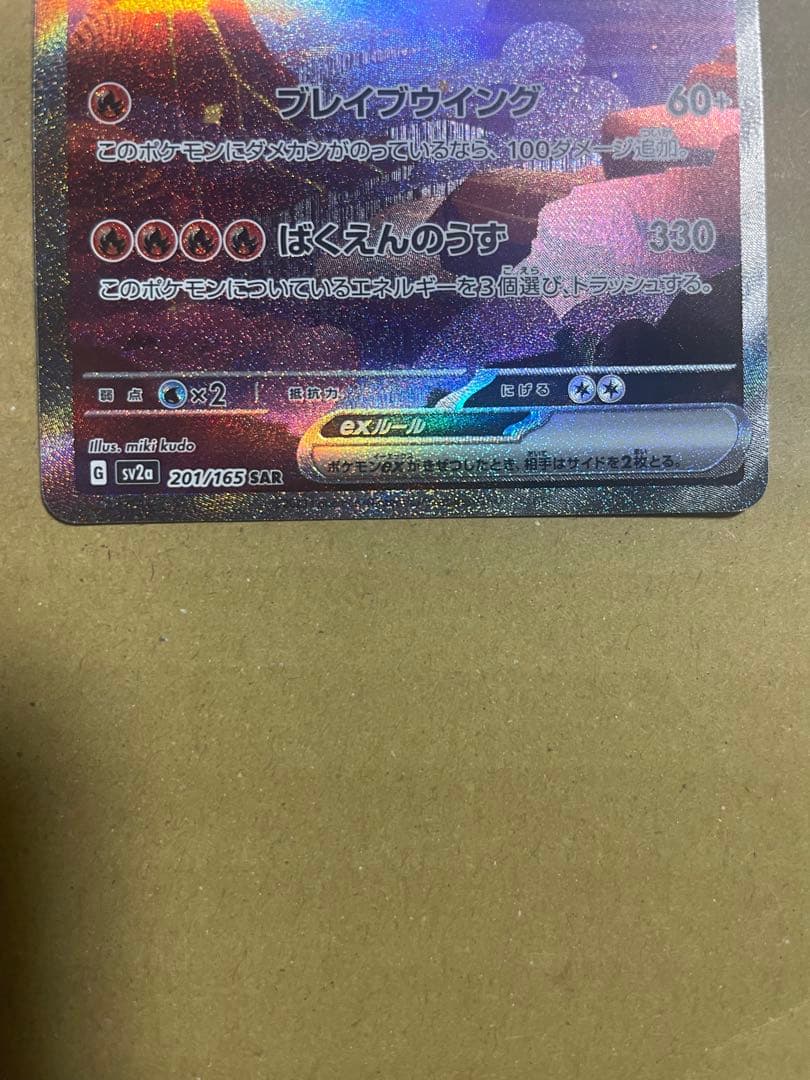 ブレイブウイング 60+
このポケモンにダメカンがのっているなら、100ダメージ追加。
ばくえんのうず 330
このポケモンについているエネルギーを3個選び、トラッシュする。
弱点 ×2 抵抗力 にげる
exルール
ポケモンexがきぜつしたとき、相手はサイドを2枚とる。
Illus. miki kudo
G sv2a 201/165 SAR